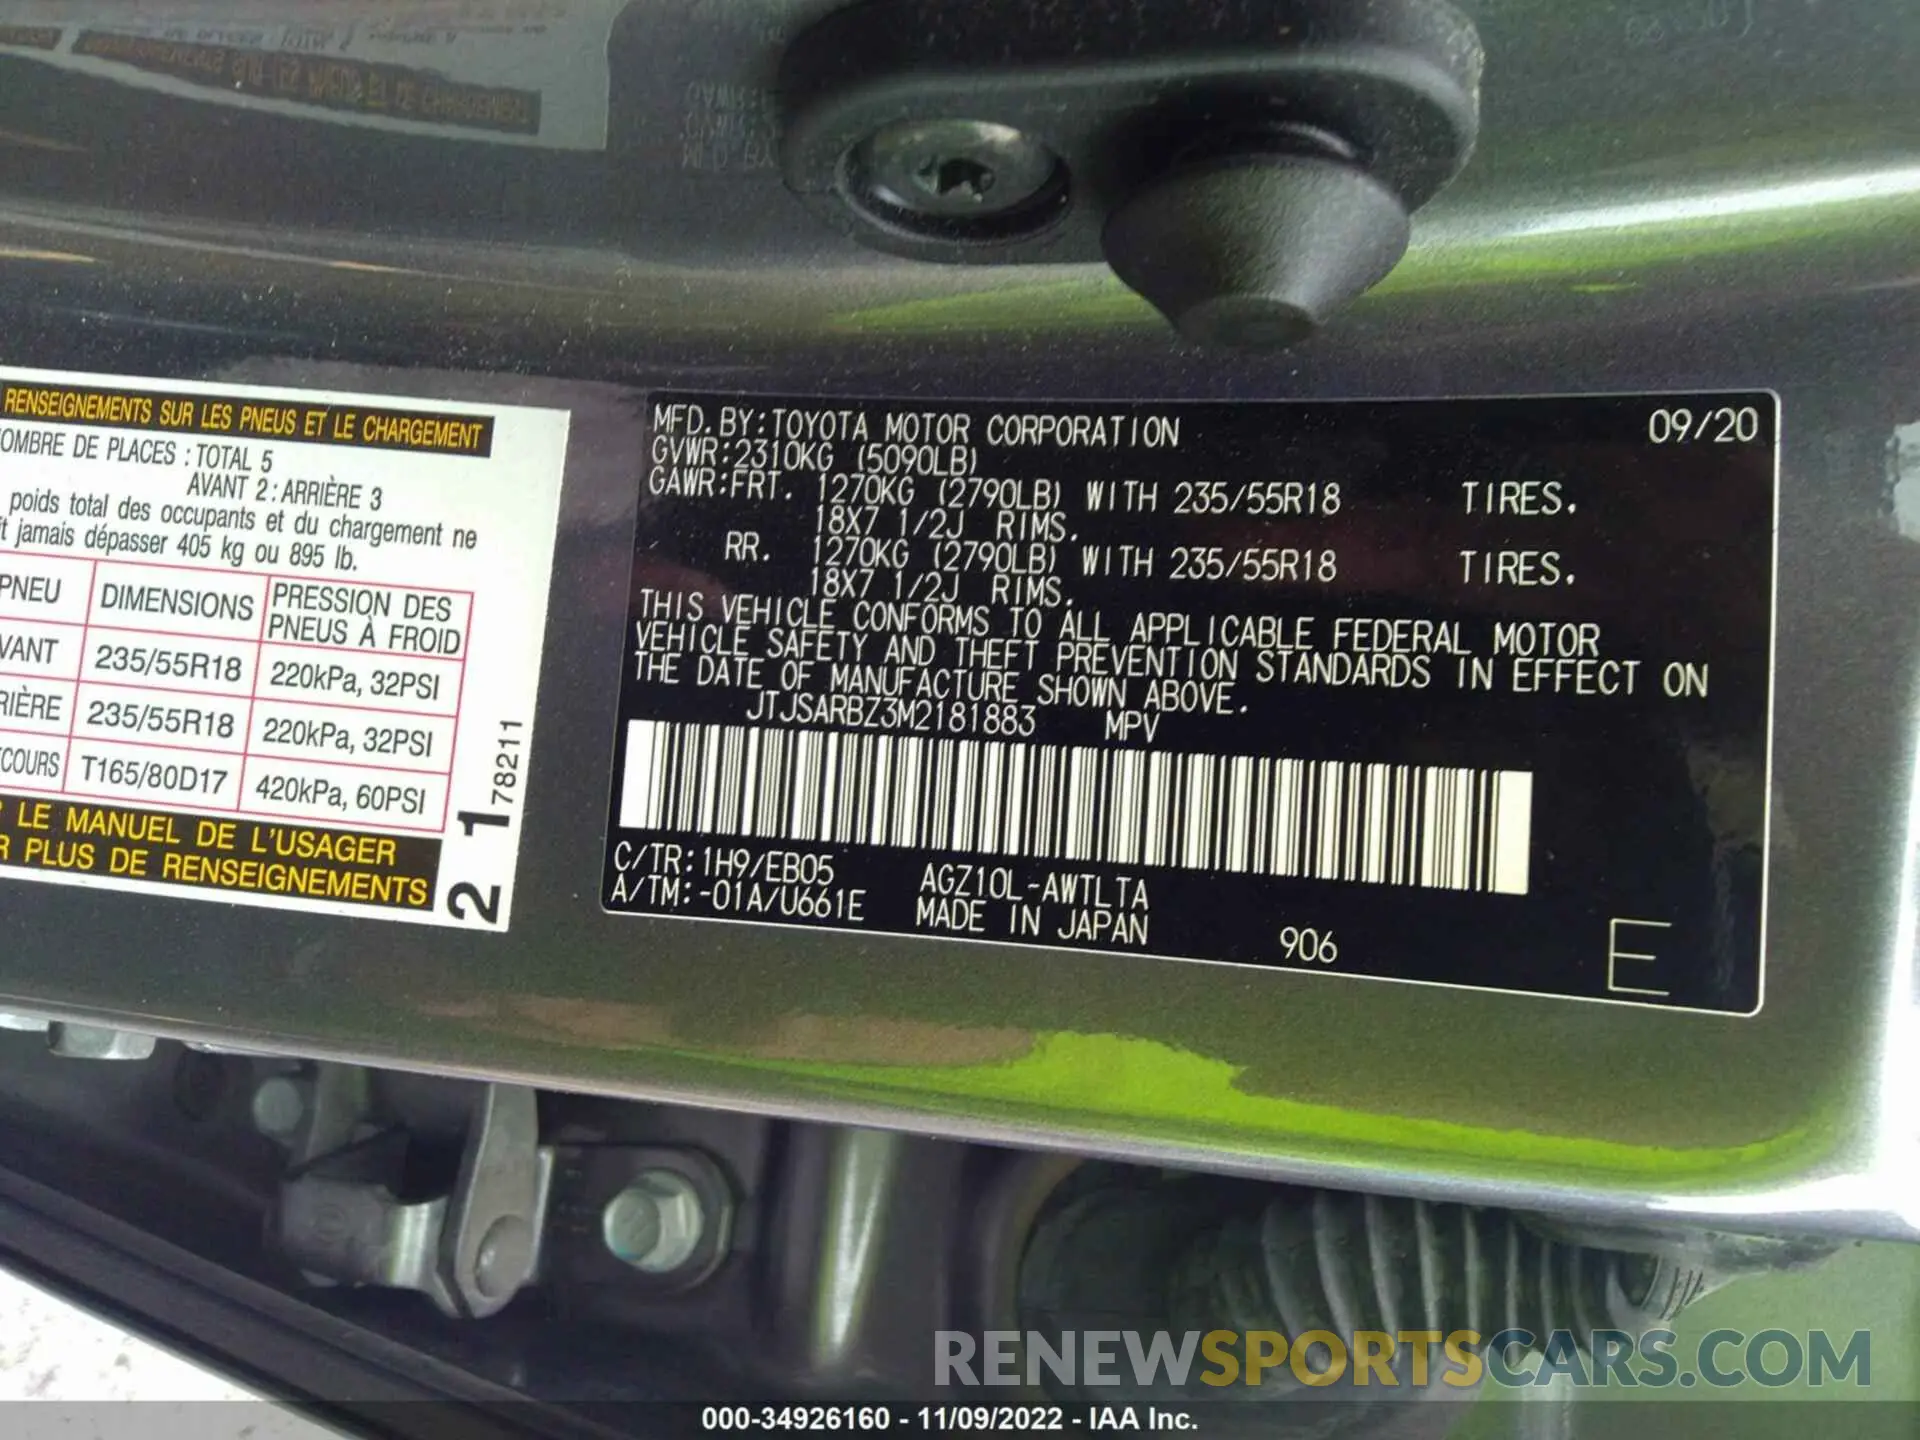 RENSEIGNEMENTS SUR LES PNEUS ET LE CHARGEMENT
OMBRE DE PLACES : TOTAL 5
AVANT 2 : ARRIÈRE 3
poids total des occupants et du chargement ne
it jamais dépasser 405 kg ou 895 lb.
PNEU DIMENSIONS PRESSION DES PNEUS À FROID
VANT 235/55R18 220kPa, 32PSI
RIÈRE 235/55R18 220kPa, 32PSI
COURS T165/80D17 420kPa, 60PSI
R LE MANUEL DE L'USAGER
R PLUS DE RENSEIGNEMENTS
2 1 78211
MFD. BY: TOYOTA MOTOR CORPORATION 09/20
GVWR:2310KG (5090LB)
GAWR:FRT. 1270KG (2790LB) WITH 235/55R18 TIRES.
18X7 1/2J RIMS.
RR. 1270KG (2790LB) WITH 235/55R18 TIRES.
18X7 1/2J RIMS.
THIS VEHICLE CONFORMS TO ALL APPLICABLE FEDERAL MOTOR
VEHICLE SAFETY AND THEFT PREVENTION STANDARDS IN EFFECT ON
THE DATE OF MANUFACTURE SHOWN ABOVE.
JTJSARBZ3M2181883 MPV
C/TR:1H9/EB05 AGZ10L-AWTLTA
A/TM:-01A/U661E MADE IN JAPAN 906 E
RENEWSPORTSCARS.COM
000-34926160 - 11/09/2022 - IAA Inc.